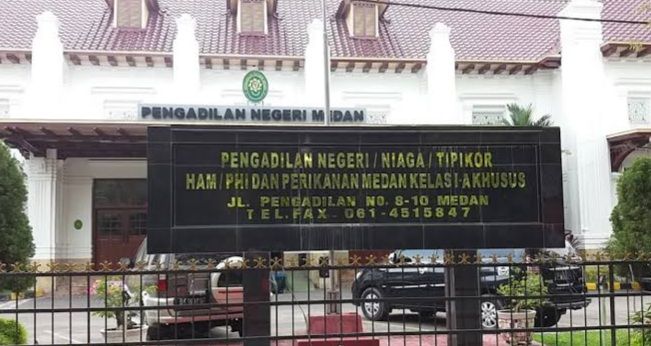 PENGADILAN NEGERI MEDAN
PENGADILAN NEGERI / NIAGA / TIPIKOR
HAM / PHI DAN PERIKANAN MEDAN KELAS I-A KHUSUS
JL. PENGADILAN NO. 8-10 MEDAN
TEL.FAX. 061-4515847